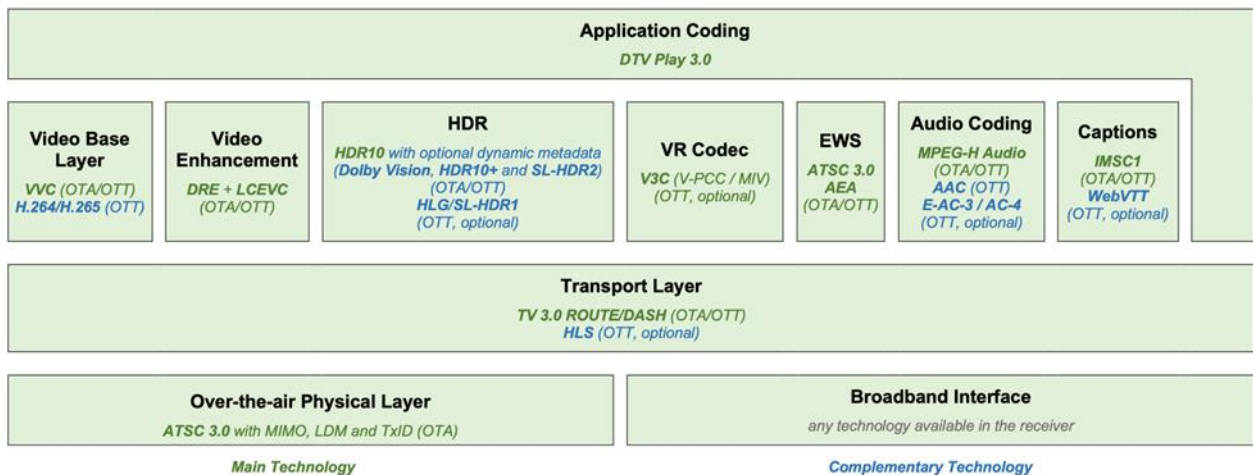 Application Coding
DTV Play 3.0
Video Base
Layer
VVC (OTA/OTT)
H.264/H.265 (OTT)
Video
Enhancement
DRE + LCEVC
(OTA/OTT)
HDR
HDR10 with optional dynamic metadata
(Dolby Vision, HDR10+ and SL-HDR2)
(OTA/OTT)
HLG/SL-HDR1
(OTT, optional)
VR Codec
V3C (V-PCC / MIV)
(OTT, optional)
EWS
ATSC 3.0
AEA
(OTA/OTT)
Audio Coding
MPEG-H Audio
(OTA/OTT)
AAC (OTT)
E-AC-3 / AC-4
(OTT, optional)
Captions
IMSC1
(OTA/OTT)
WebVTT
(OTT, optional)
Transport Layer
TV 3.0 ROUTE/DASH (OTA/OTT)
HLS (OTT, optional)
Over-the-air Physical Layer
ATSC 3.0 with MIMO, LDM and TxID (OTA)
Broadband Interface
any technology available in the receiver
Main Technology
Complementary Technology